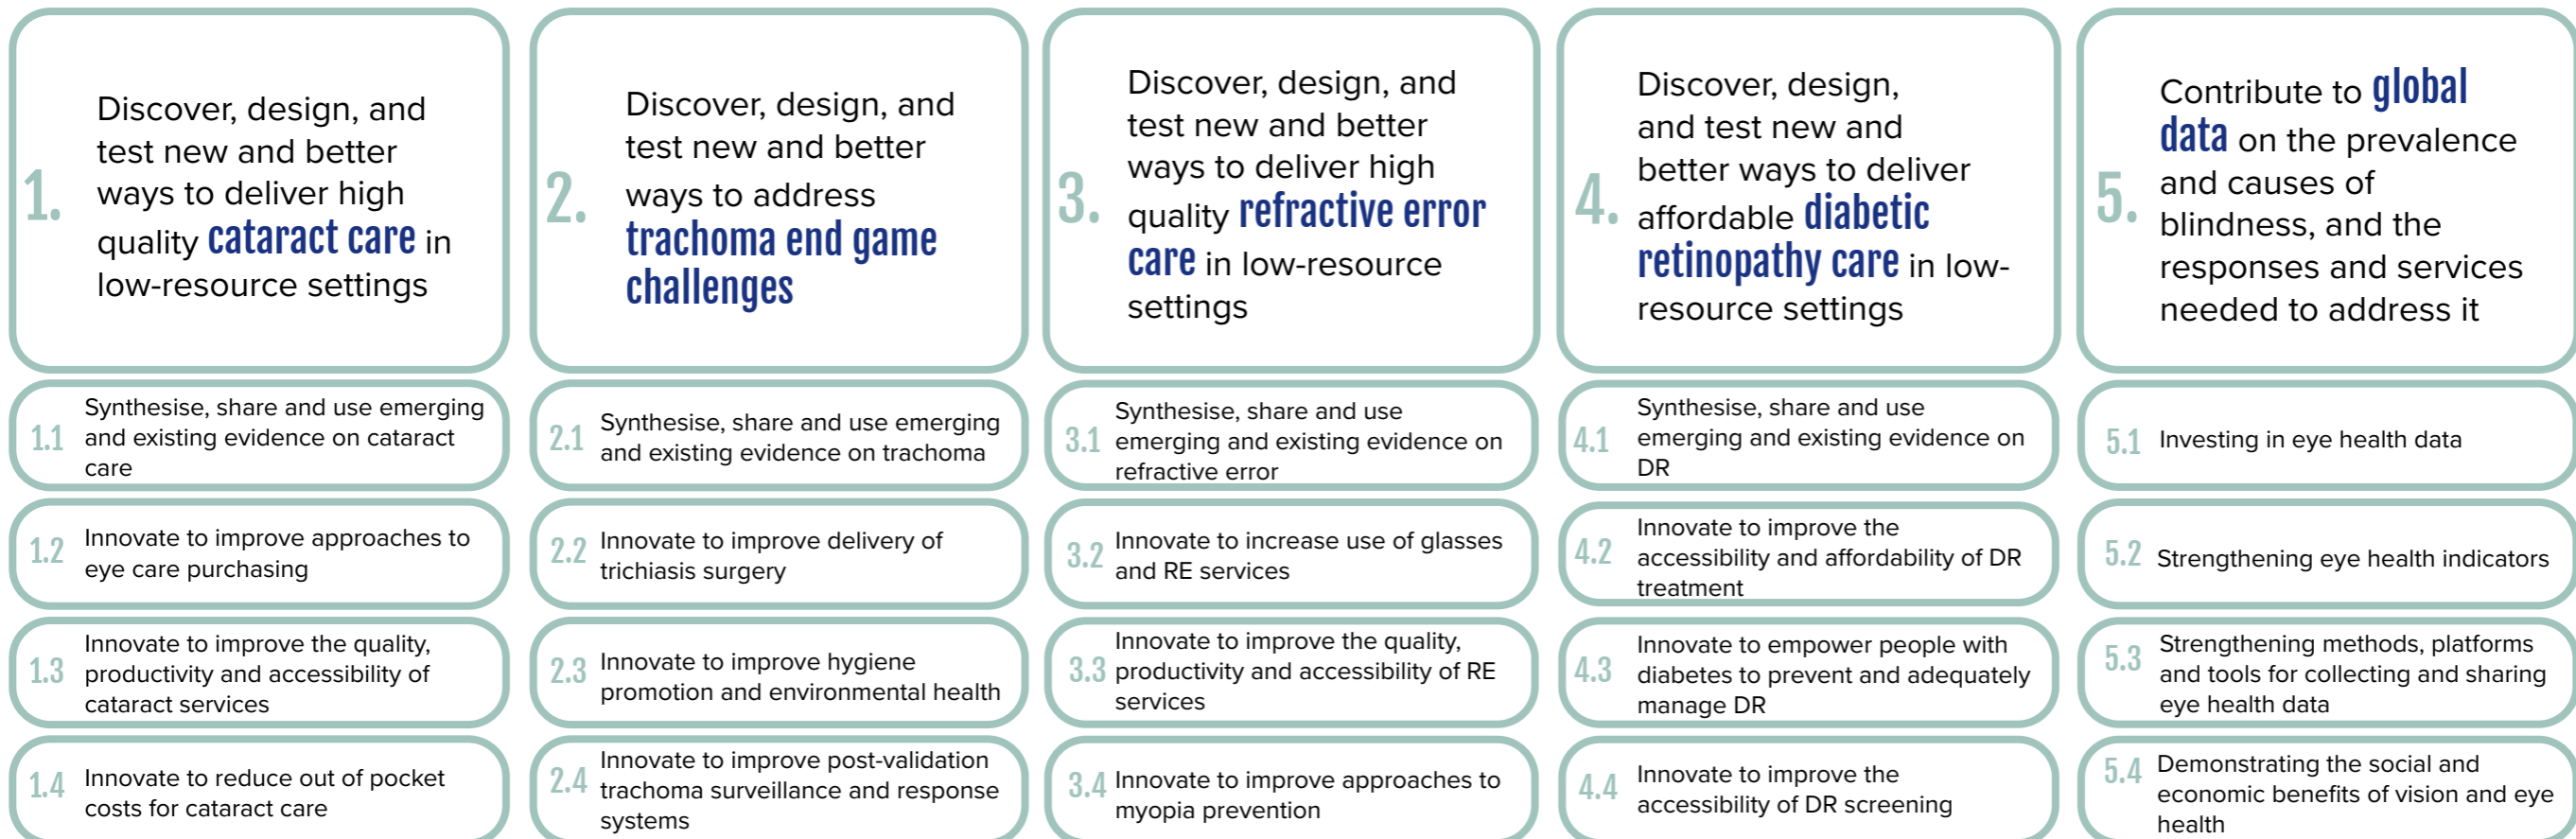 1.
Discover, design, and
test new and better
ways to deliver high
quality cataract care in
low-resource settings
1.1
Synthesise, share and use emerging
and existing evidence on cataract
care
1.2
Innovate to improve approaches to
eye care purchasing
1.3
Innovate to improve the quality,
productivity and accessibility of
cataract services
1.4
Innovate to reduce out of pocket
costs for cataract care
2.
Discover, design, and
test new and better
ways to address
trachoma end game
challenges
2.1
Synthesise, share and use emerging
and existing evidence on trachoma
2.2
Innovate to improve delivery of
trichiasis surgery
2.3
Innovate to improve hygiene
promotion and environmental health
2.4
Innovate to improve post-validation
trachoma surveillance and response
systems
3.
Discover, design, and
test new and better
ways to deliver high
quality refractive error
care in low-resource
settings
3.1
Synthesise, share and use
emerging and existing evidence on
refractive error
3.2
Innovate to increase use of glasses
and RE services
3.3
Innovate to improve the quality,
productivity and accessibility of RE
services
3.4
Innovate to improve approaches to
myopia prevention
4.
Discover, design,
and test new and
better ways to deliver
affordable diabetic
retinopathy care in low-
resource settings
4.1
Synthesise, share and use
emerging and existing evidence on
DR
4.2
Innovate to improve the
accessibility and affordability of DR
treatment
4.3
Innovate to empower people with
diabetes to prevent and adequately
manage DR
4.4
Innovate to improve the
accessibility of DR screening
5.
Contribute to global
data on the prevalence
and causes of
blindness, and the
responses and services
needed to address it
5.1
Investing in eye health data
5.2
Strengthening eye health indicators
5.3
Strengthening methods, platforms
and tools for collecting and sharing
eye health data
5.4
Demonstrating the social and
economic benefits of vision and eye
health